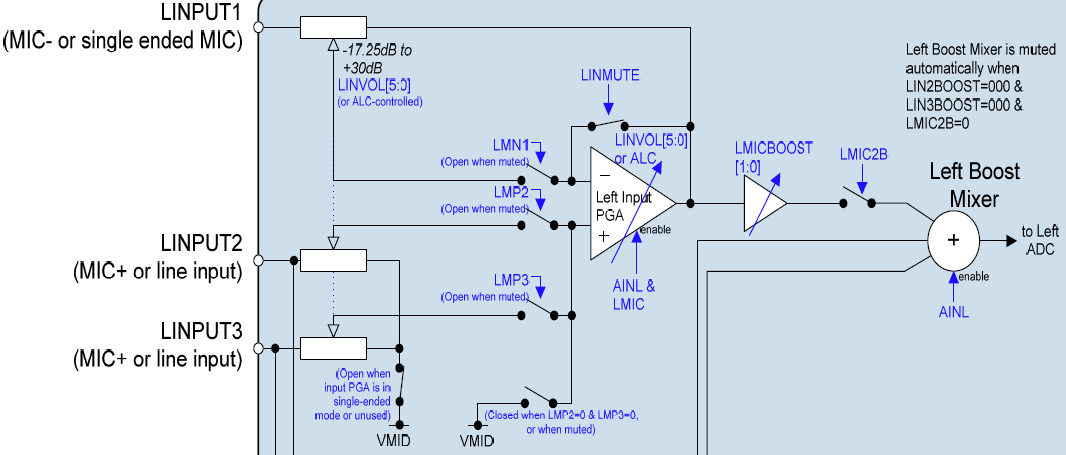 LINPUT1
(MIC- or single ended MIC)
-17.25dB to
+30dB
LINVOL[5:0]
(or ALC-controlled)
LINMUTE
Left Boost Mixer is muted
automatically when
LIN2BOOST=000 &
LIN3BOOST=000 &
LMIC2B=0
LMN1
(Open when muted)
LINVOL[5:0]
or ALC
LMICBOOST
[1:0]
LMIC2B
Left Boost
Mixer
LMP2
(Open when muted)
−
Left Input
PGA
+
enable
LINPUT2
(MIC+ or line input)
+
to Left
ADC
enable
AINL
LMP3
(Open when muted)
AINL &
LMIC
LINPUT3
(MIC+ or line input)
(Open when
input PGA is in
single-ended
mode or unused)
VMID
(Closed when LMP2=0 & LMP3=0,
or when muted)
VMID